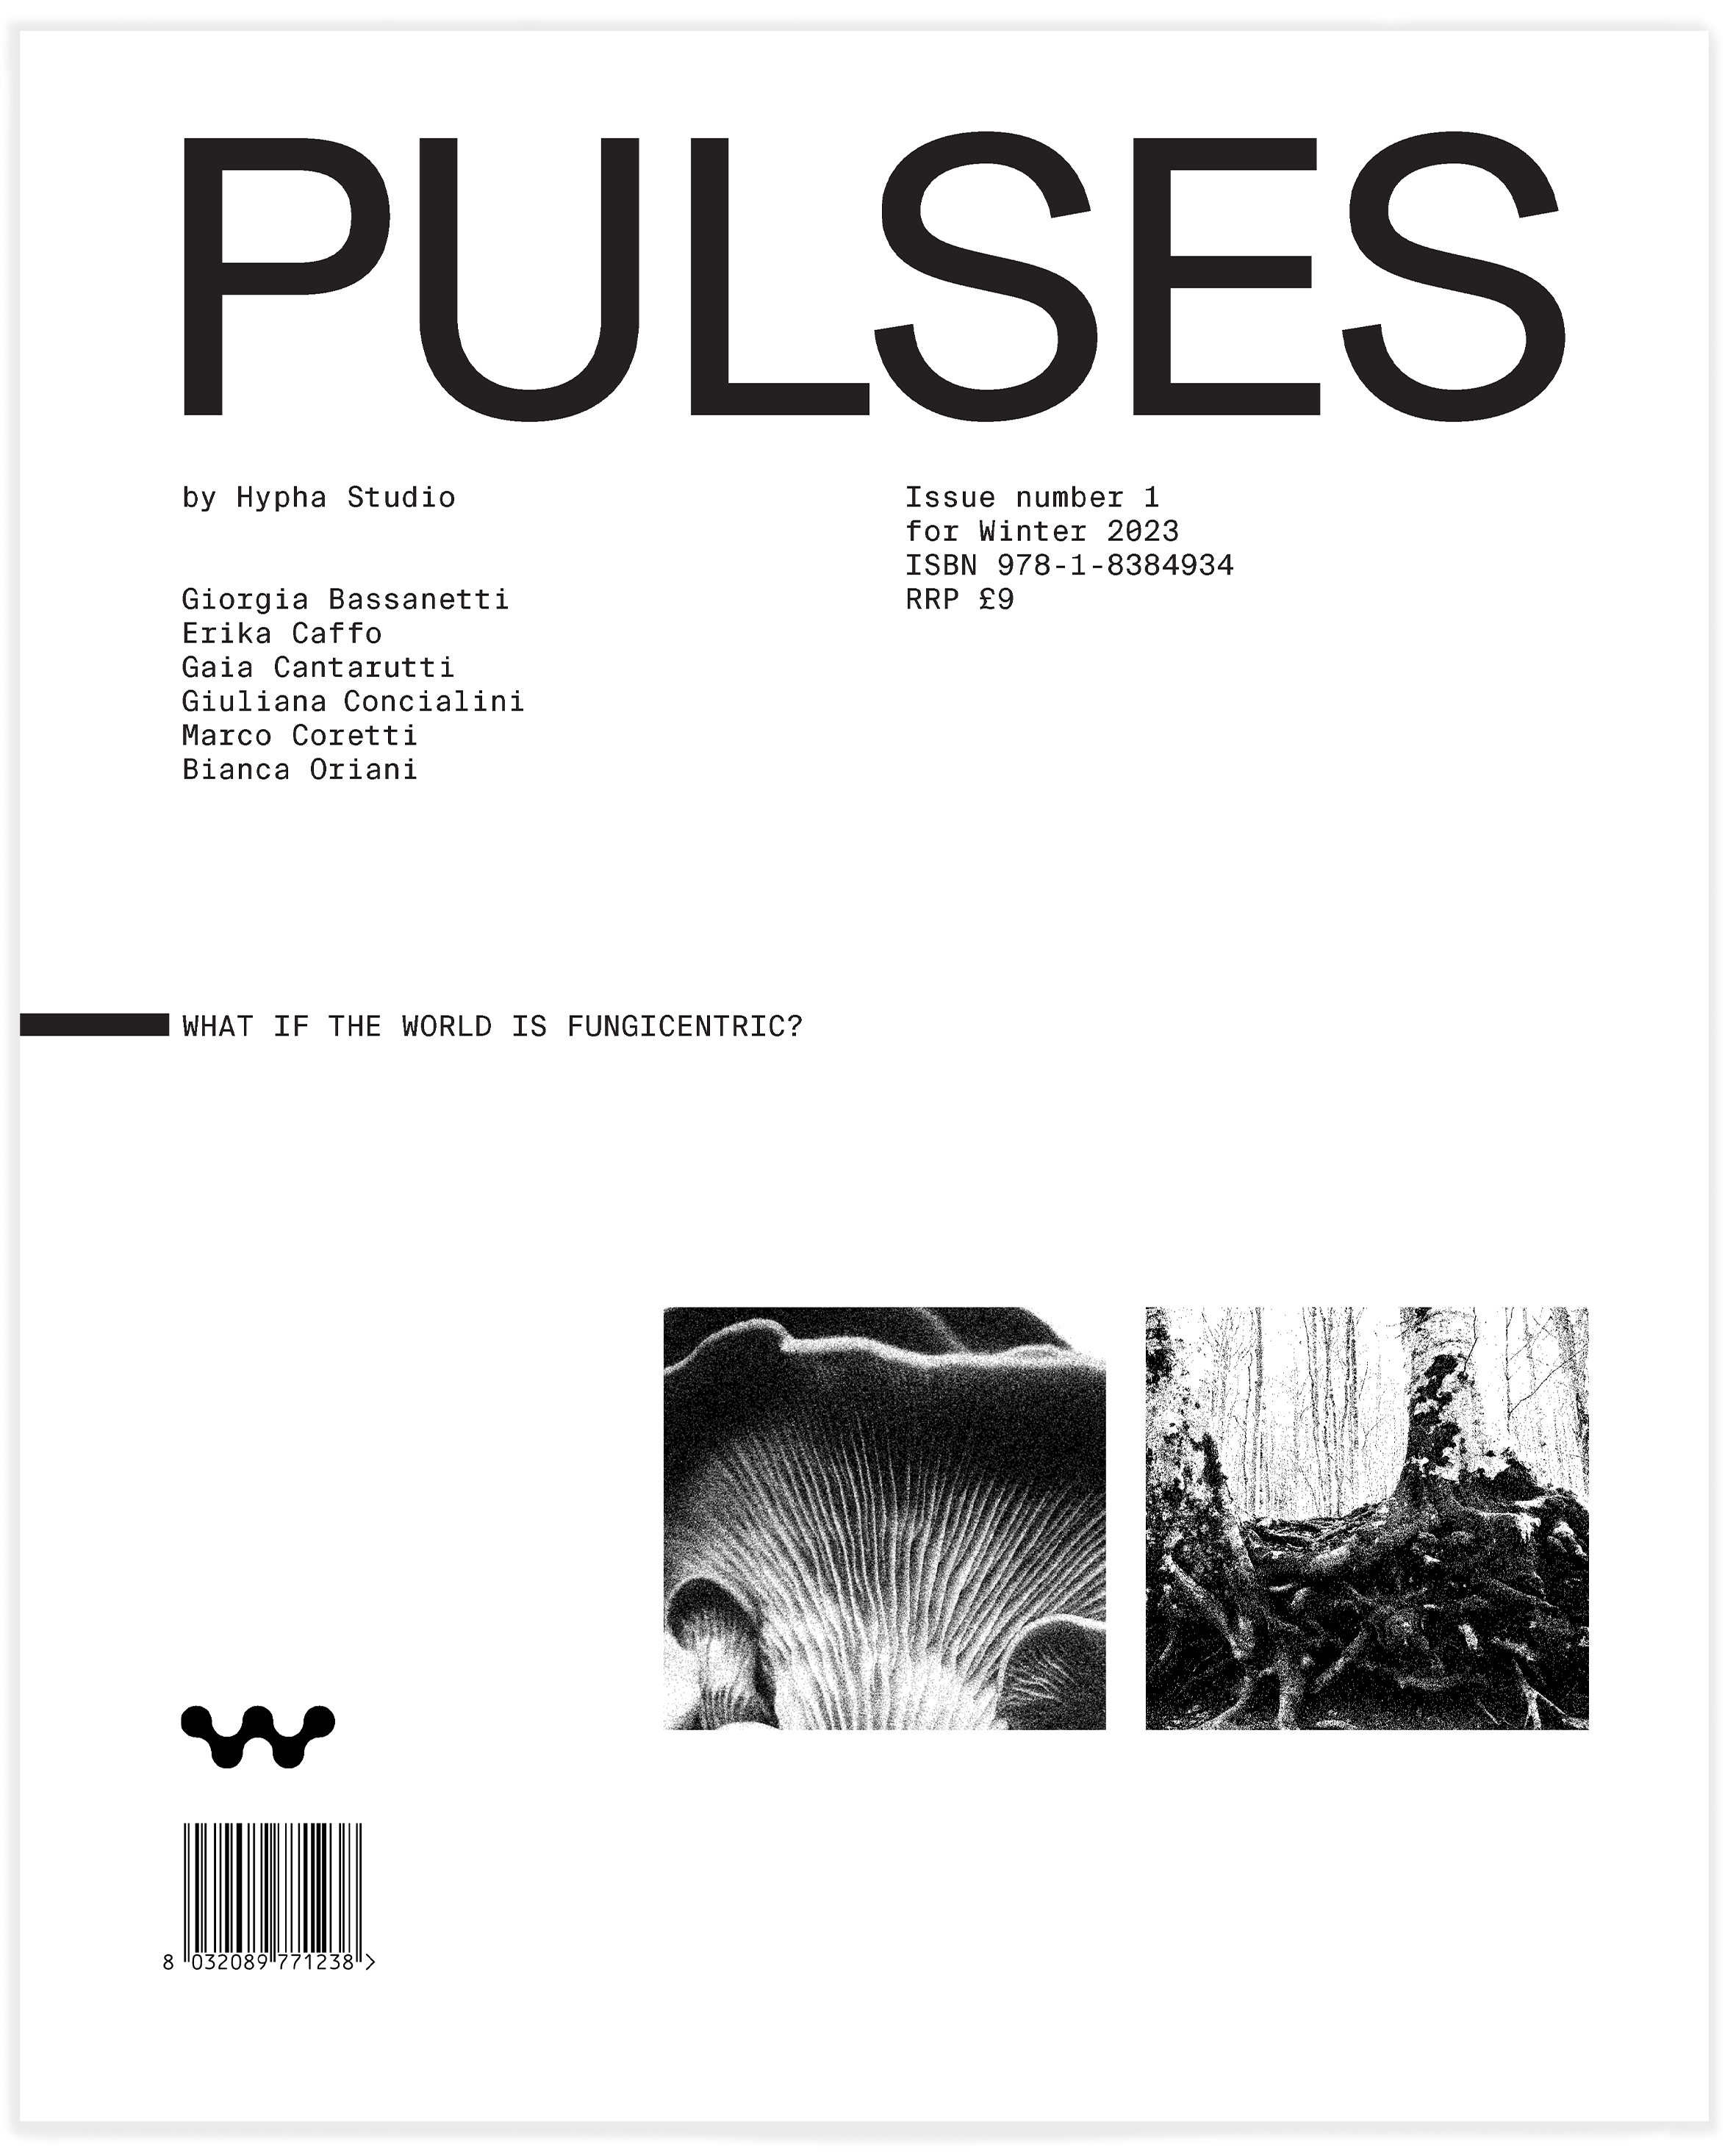 PULSES
by Hypha Studio
Giorgia Bassanetti
Erika Caffo
Gaia Cantarutti
Giuliana Concialini
Marco Coretti
Bianca Oriani
Issue number 1
for Winter 2023
ISBN 978-1-8384934
RRP £9
WHAT IF THE WORLD IS FUNGICENTRIC?
8 032089 771238 >